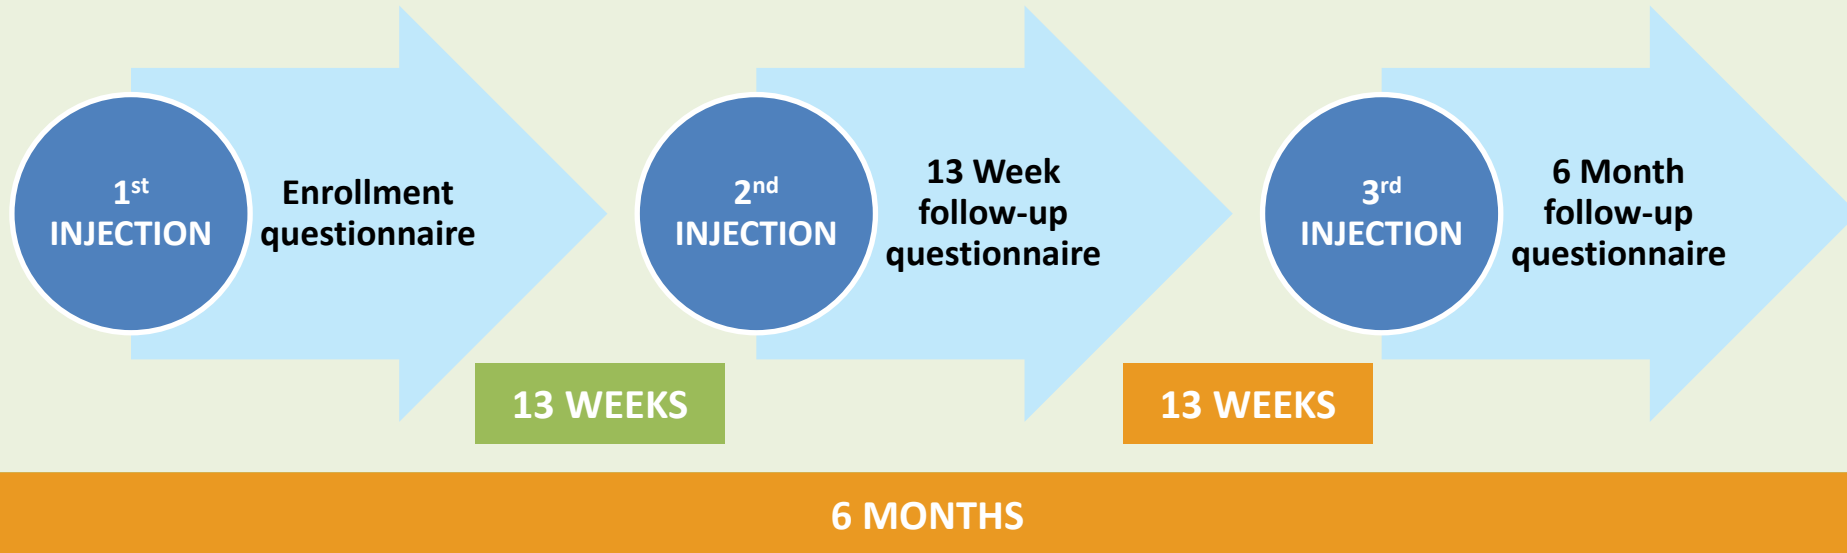 1st
INJECTION
Enrollment
questionnaire
2nd
INJECTION
13 Week
follow-up
questionnaire
3rd
INJECTION
6 Month
follow-up
questionnaire
13 WEEKS
13 WEEKS
6 MONTHS